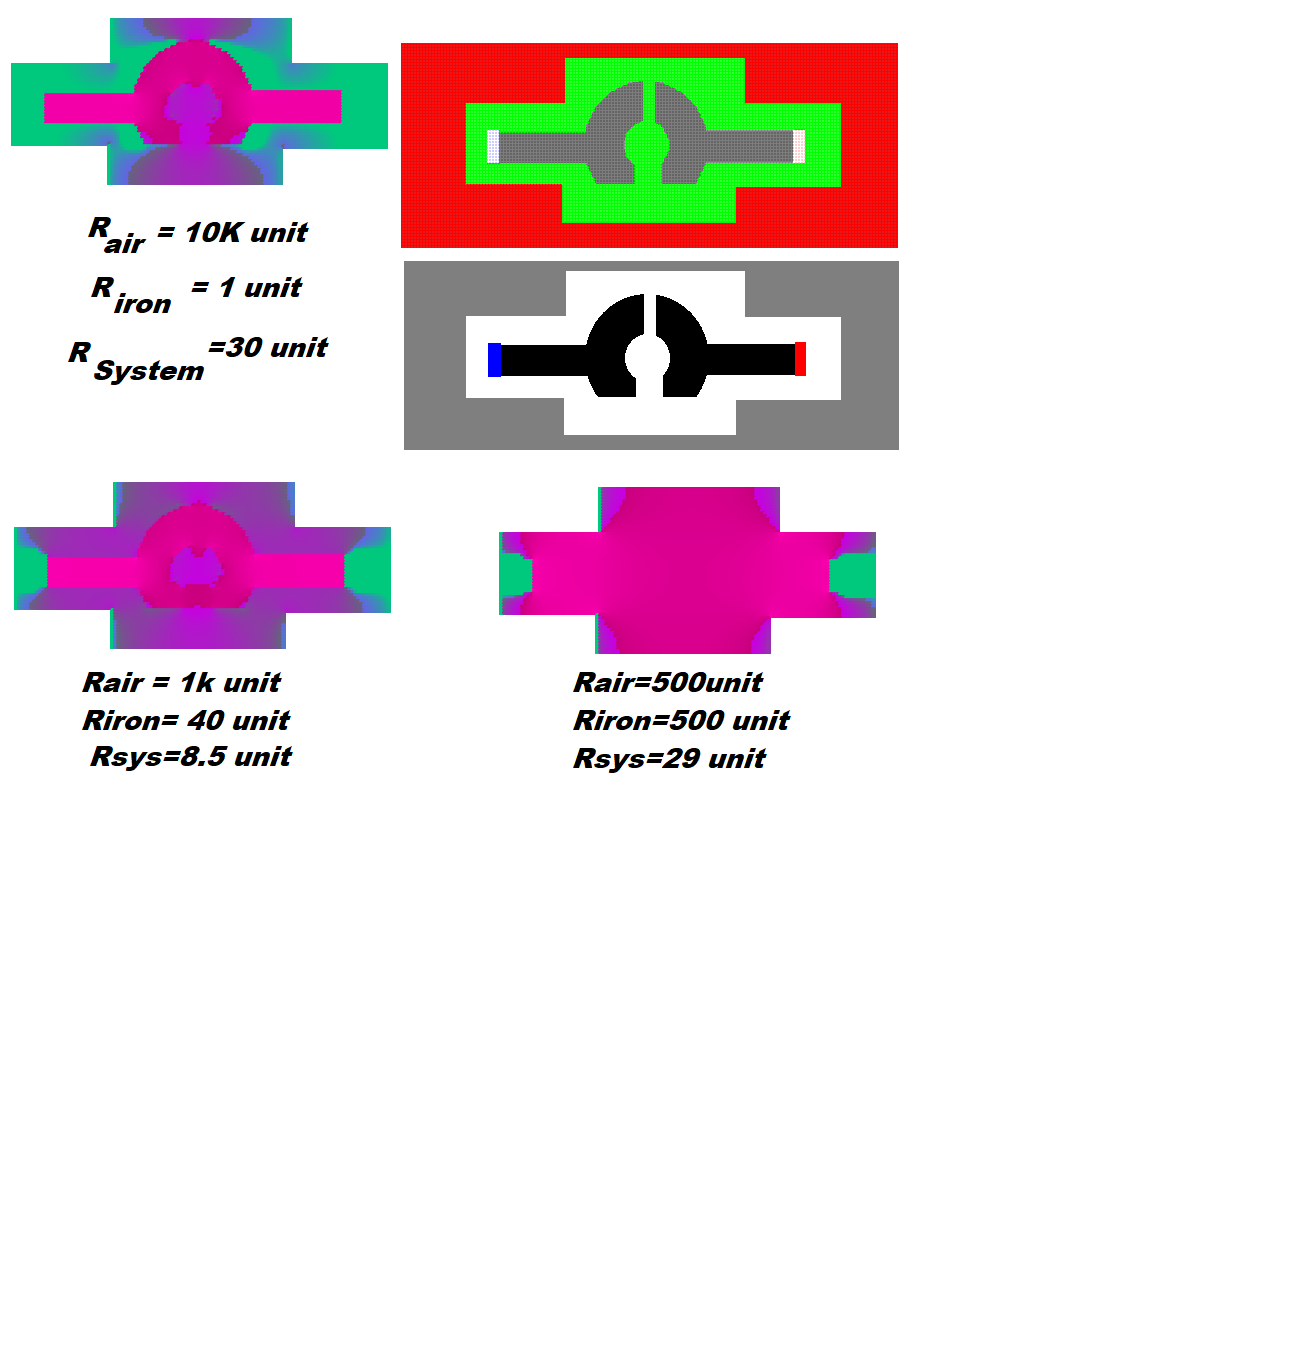 Rair = 10K unit
Riron = 1 unit
RSystem =30 unit
Rair = 1k unit
Riron= 40 unit
Rsys=8.5 unit
Rair=500unit
Riron=500 unit
Rsys=29 unit